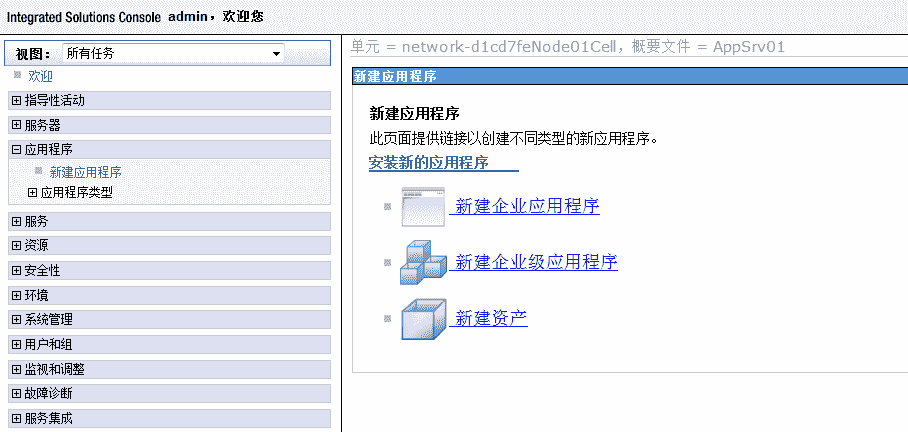 Integrated Solutions Console admin，欢迎您
视图： 所有任务
欢迎
指导性活动
服务器
应用程序
新建应用程序
应用程序类型
服务
资源
安全性
环境
系统管理
用户和组
监视和调整
故障诊断
服务集成
单元 = network-d1cd7feNode01Cell，概要文件 = AppSrv01
新建应用程序
新建应用程序
此页面提供链接以创建不同类型的新应用程序。
安装新的应用程序
新建企业应用程序
新建企业级应用程序
新建资产